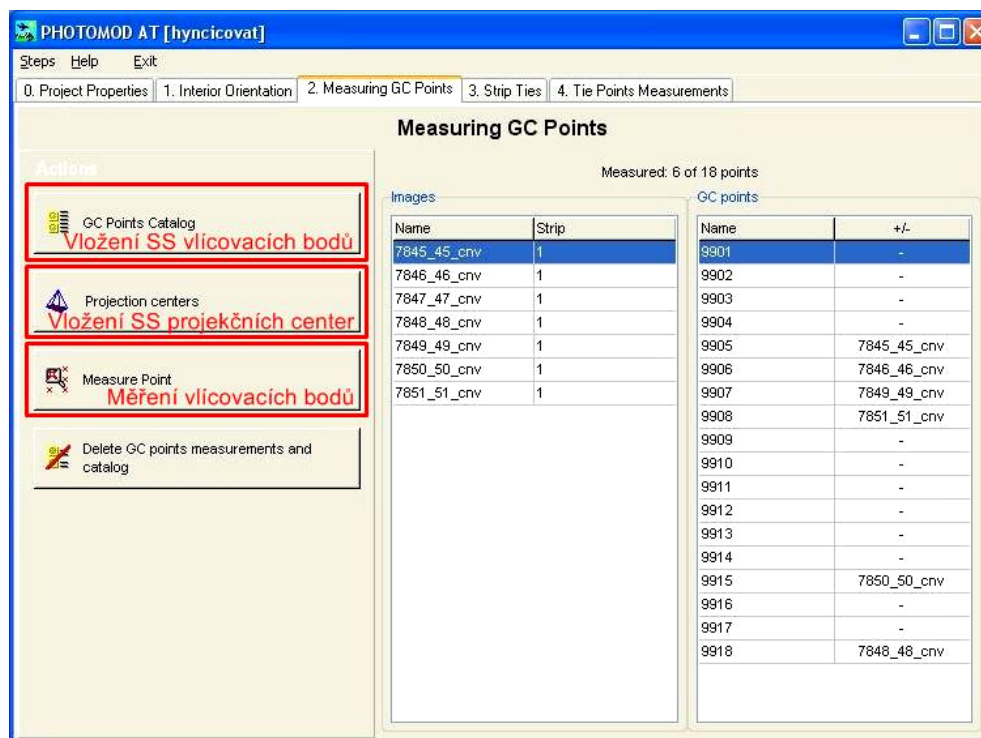 PHOTOMOD AT [hyncicovat]
Steps Help Exit
0. Project Properties 1. Interior Orientation 2. Measuring GC Points 3. Strip Ties 4. Tie Points Measurements
Measuring GC Points
Actions
GC Points Catalog
Vložení SS vlícovacích bodů
Projection centers
Vložení SS projekčních center
Measure Point
Měření vlícovacích bodů
Delete GC points measurements and
catalog
Measured: 6 of 18 points
Images
Name Strip
7845_45_cnv 1
7846_46_cnv 1
7847_47_cnv 1
7848_48_cnv 1
7849_49_cnv 1
7850_50_cnv 1
7851_51_cnv 1
GC points
Name +/-
9901 -
9902 -
9903 -
9904 -
9905 7845_45_cnv
9906 7846_46_cnv
9907 7849_49_cnv
9908 7851_51_cnv
9909 -
9910 -
9911 -
9912 -
9913 -
9914 -
9915 7850_50_cnv
9916 -
9917 -
9918 7848_48_cnv